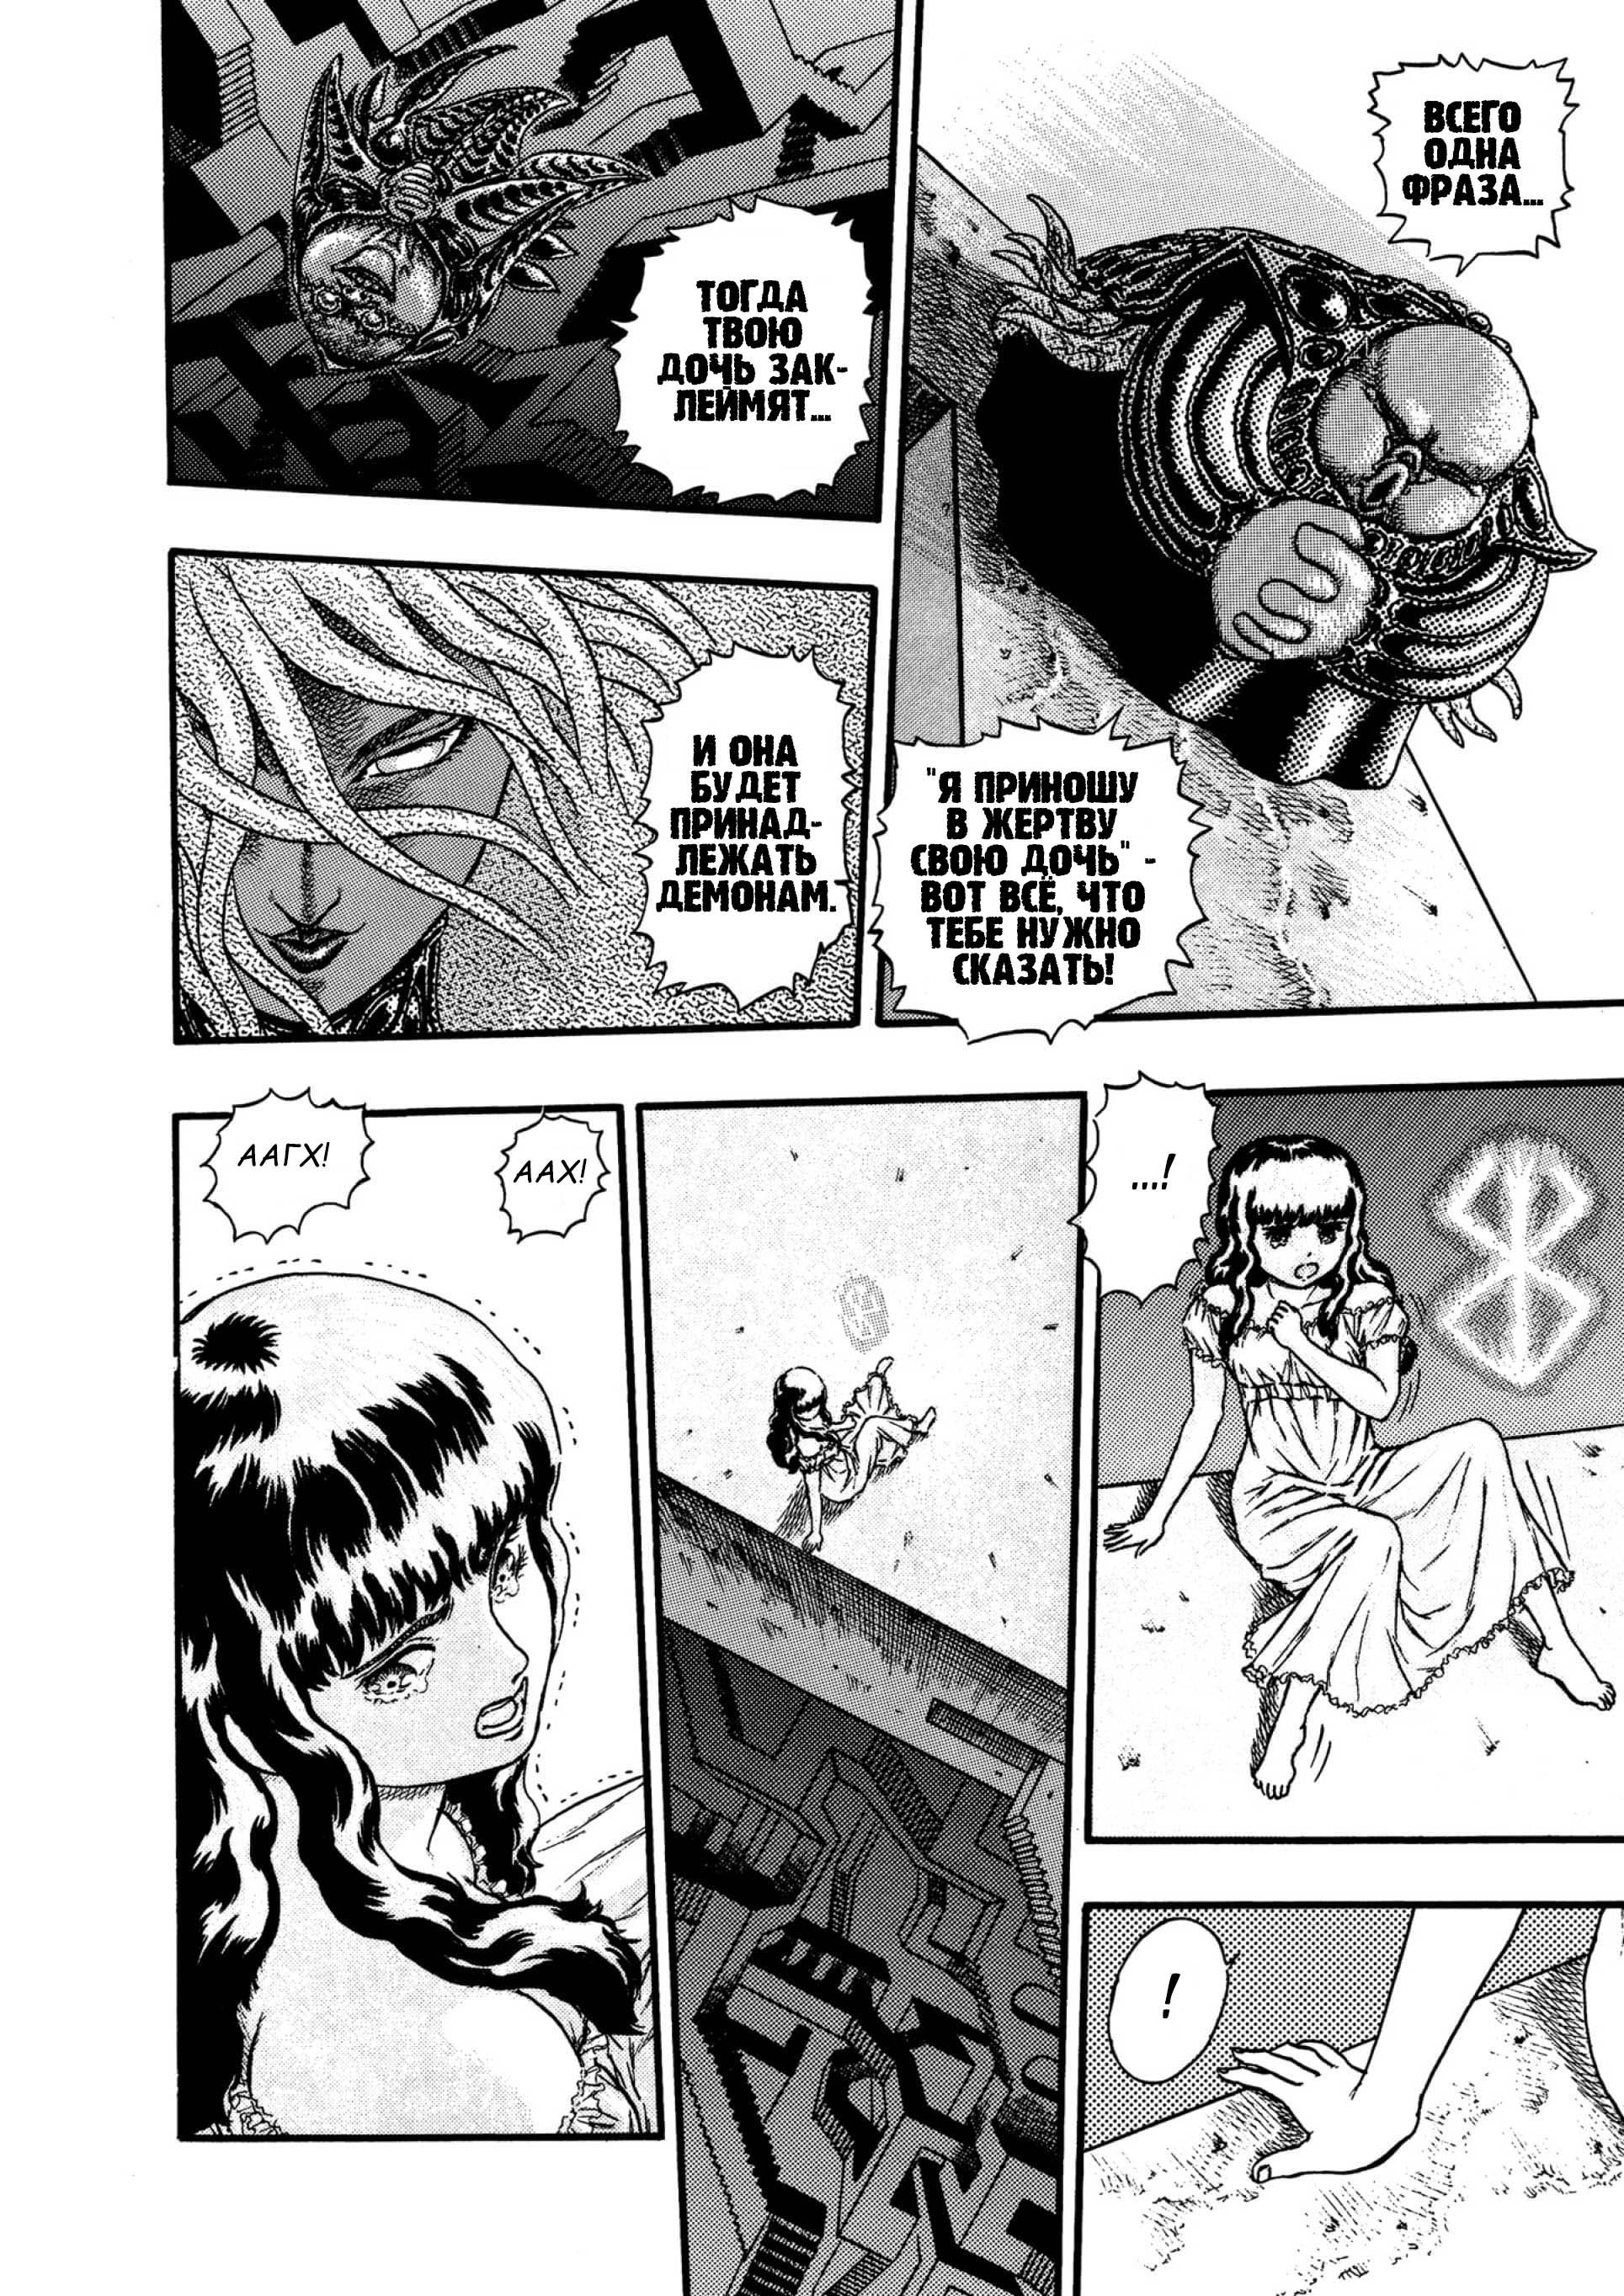 ВСЕГО
ОДНА
ФРАЗА...
"Я ПРИНОШУ
В ЖЕРТВУ
СВОЮ ДОЧЬ" -
ВОТ ВСЁ, ЧТО
ТЕБЕ НУЖНО
СКАЗАТЬ!
ТОГДА
ТВОЮ
ДОЧЬ ЗАК-
ЛЕЙМЯТ...
И ОНА
БУДЕТ
ПРИНАД-
ЛЕЖАТЬ
ДЕМОНАМ.
...!
!
ААХ!
ААГХ!